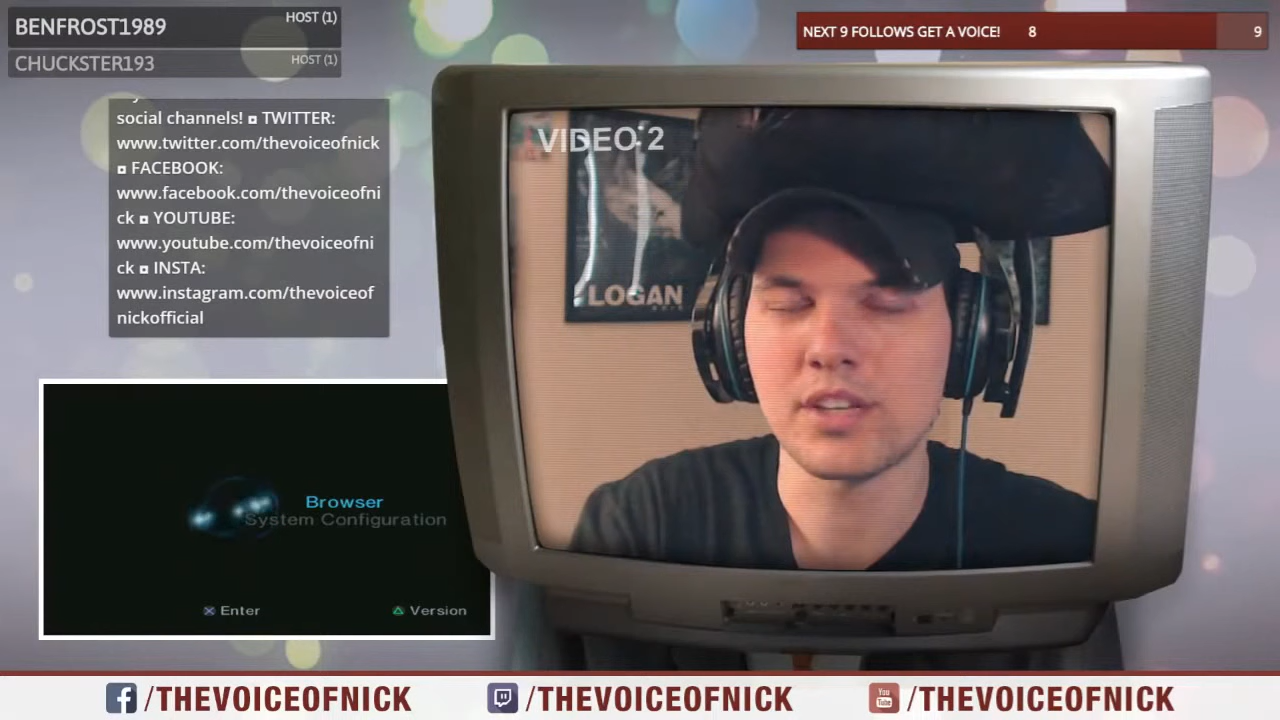 BENFROST1989 HOST (1)
CHUCKSTER193 HOST (1)
NEXT 9 FOLLOWS GET A VOICE! 8 9
social channels! ◘ TWITTER:
www.twitter.com/thevoiceofnick
◘ FACEBOOK:
www.facebook.com/thevoiceofni
ck ◘ YOUTUBE:
www.youtube.com/thevoiceofni
ck ◘ INSTA:
www.instagram.com/thevoiceof
nickofficial
VIDEO 2
LOGAN
Browser
System Configuration
Enter Version
/THEVOICEOFNICK /THEVOICEOFNICK You Tube /THEVOICEOFNICK